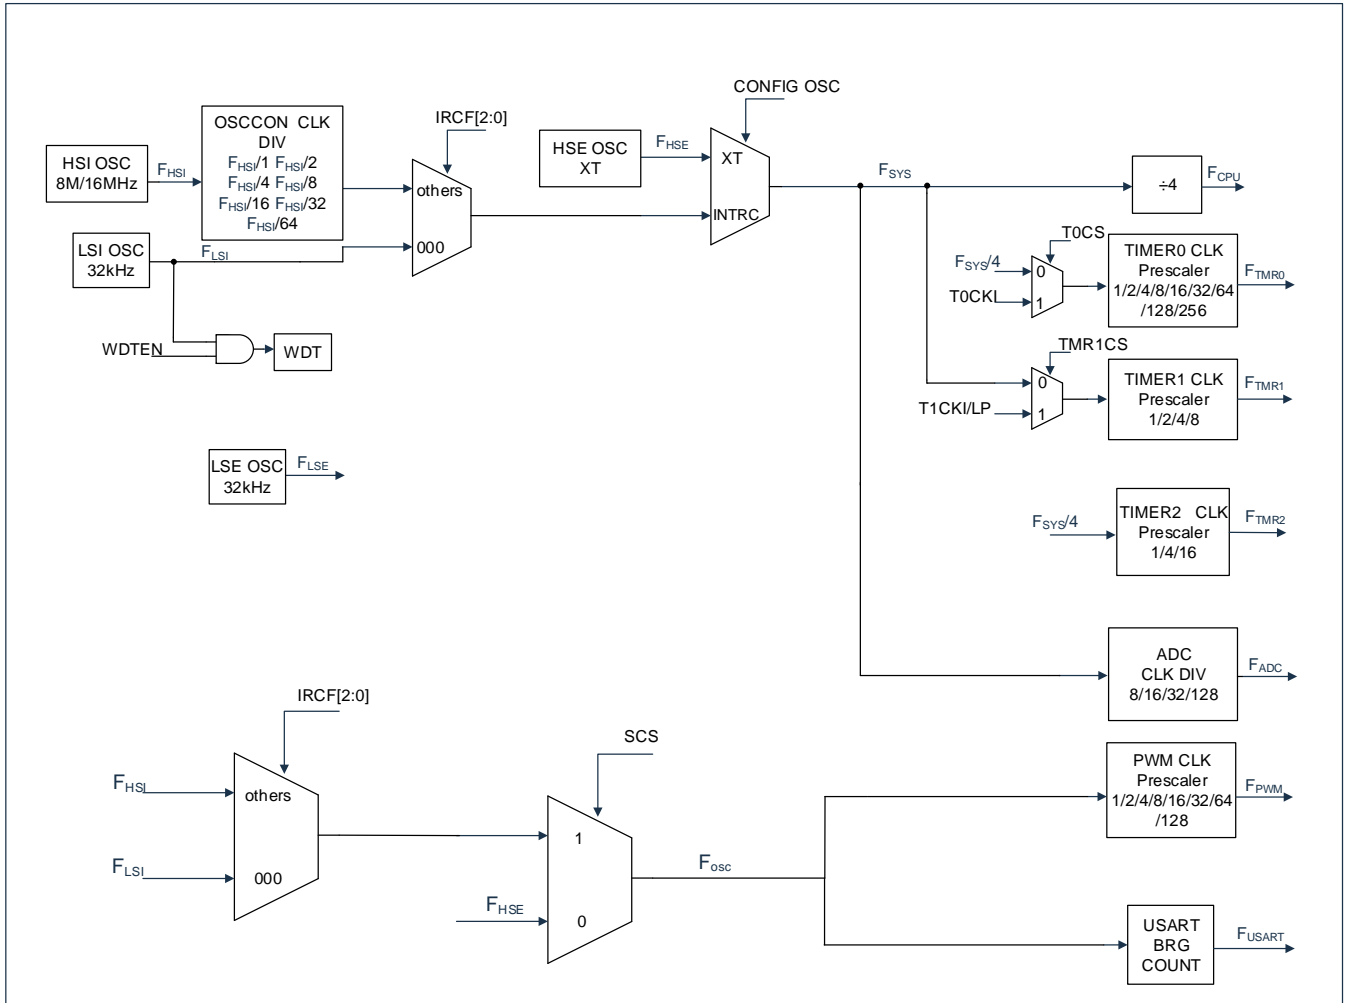 CONFIG OSC
IRCF[2:0]
OSCCON CLK
DIV
FHSI/1 FHSI/2
FHSI/4 FHSI/8
FHSI/16 FHSI/32
FHSI/64
HSI OSC
8M/16MHz
FHSI
others
000
HSE OSC
XT
FHSE
XT
INTRC
FSYS
÷4
FCPU
LSI OSC
32kHz
FLSI
WDTEN
WDT
T0CS
FSYS/4
0
T0CKI
1
TIMER0 CLK
Prescaler
1/2/4/8/16/32/64
/128/256
FTMR0
TMR1CS
0
T1CKI/LP
1
TIMER1 CLK
Prescaler
1/2/4/8
FTMR1
LSE OSC
32kHz
FLSE
FSYS/4
TIMER2 CLK
Prescaler
1/4/16
FTMR2
ADC
CLK DIV
8/16/32/128
FADC
IRCF[2:0]
FHSI
others
FLSI
000
SCS
1
FHSE
0
Fosc
PWM CLK
Prescaler
1/2/4/8/16/32/64
/128
FPWM
USART
BRG
COUNT
FUSART